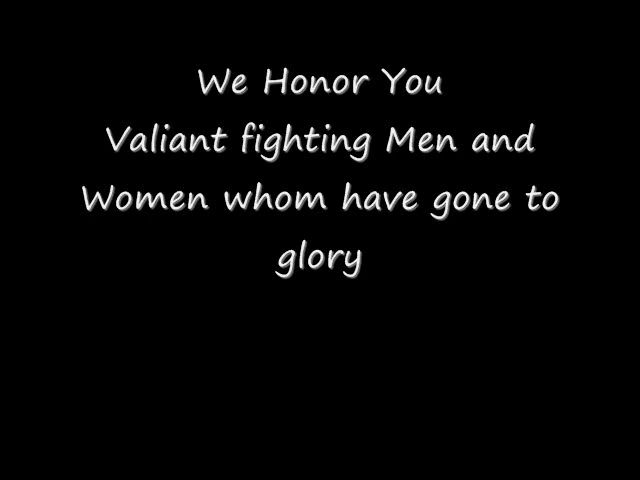 We Honor You
Valiant fighting Men and
Women whom have gone to
glory